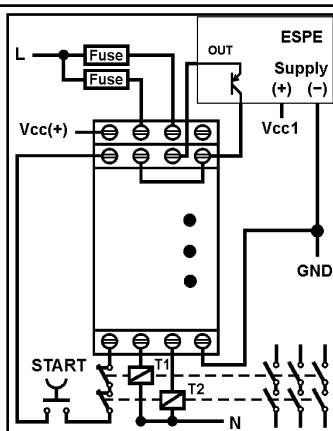 ESPE
OUT
Supply
(+) (−)
L
Fuse
Fuse
Vcc(+)
Vcc1
GND
START
T1
T2
N